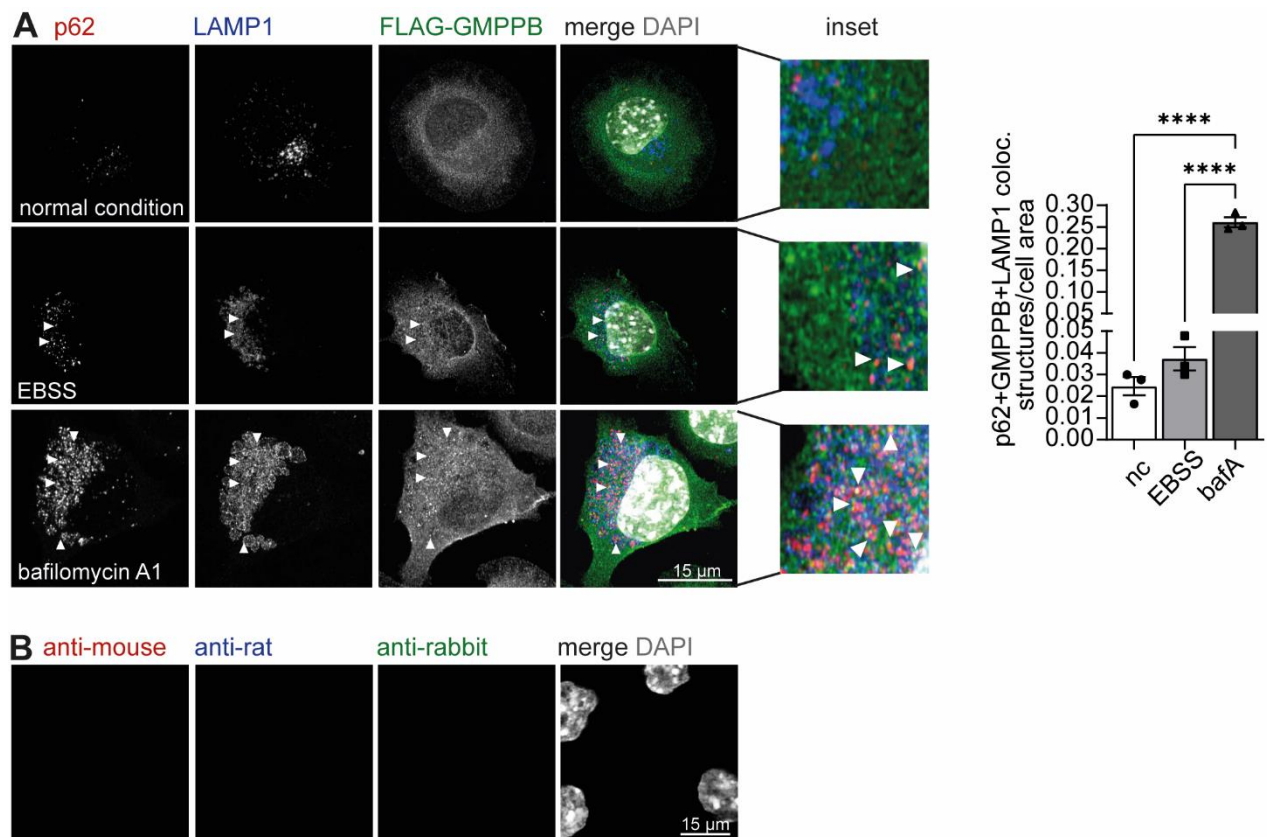 A p62 LAMP1 FLAG-GMPPB merge DAPI inset
normal condition
EBSS
bafilomycin A1
15 µm
p62+GMPPB+LAMP1 coloc.
structures/cell area
****
****
0.30
0.25
0.20
0.15
0.10
0.05
0.05
0.04
0.03
0.02
0.01
0.00
nc
EBSS
bafA
B anti-mouse anti-rat anti-rabbit merge DAPI
15 µm